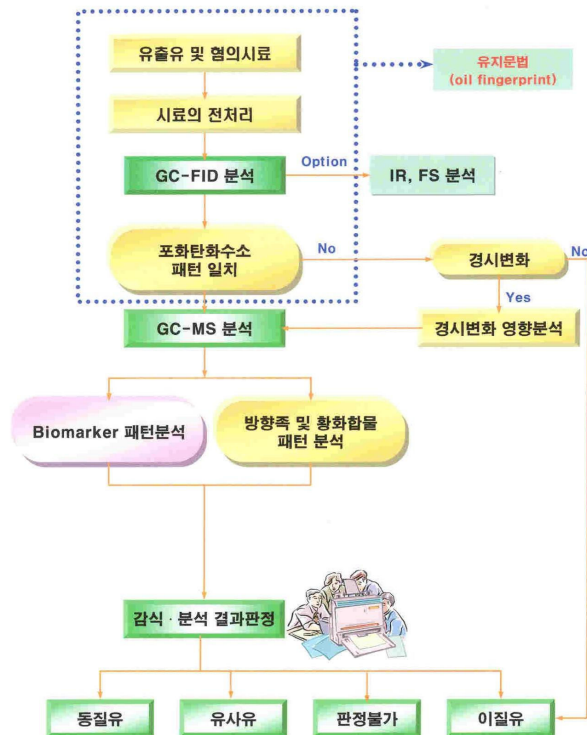 유출유 및 혐의시료
유지문법
(oil fingerprint)
시료의 전처리
Option
GC-FID 분석
IR, FS 분석
포화탄화수소
패턴 일치
No
경시변화
No
Yes
GC-MS 분석
경시변화 영향분석
Biomarker 패턴분석
방향족 및 황화합물
패턴 분석
감식 · 분석 결과판정
동질유
유사유
판정불가
이질유